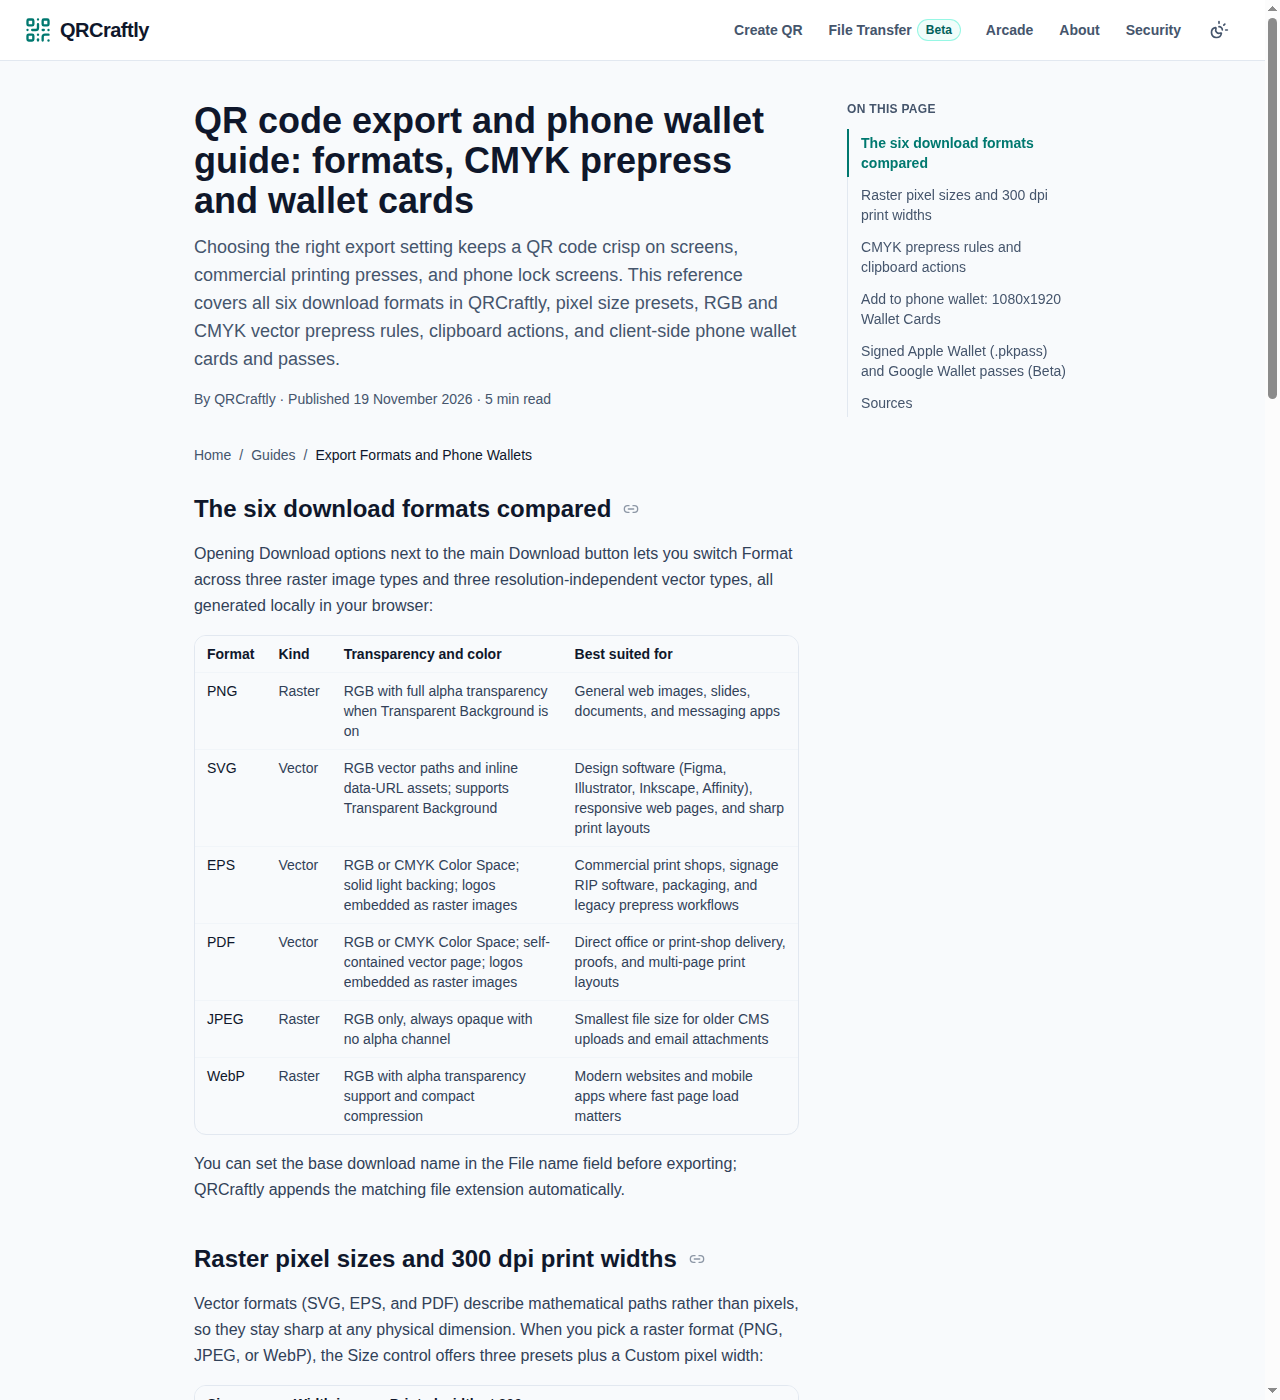 QRCraftly
Create QR
File Transfer Beta
Arcade
About
Security
QR code export and phone wallet
guide: formats, CMYK prepress
and wallet cards
Choosing the right export setting keeps a QR code crisp on screens,
commercial printing presses, and phone lock screens. This reference
covers all six download formats in QRCraftly, pixel size presets, RGB and
CMYK vector prepress rules, clipboard actions, and client-side phone wallet
cards and passes.
By QRCraftly · Published 19 November 2026 · 5 min read
ON THIS PAGE
The six download formats
compared
Raster pixel sizes and 300 dpi
print widths
CMYK prepress rules and
clipboard actions
Add to phone wallet: 1080x1920
Wallet Cards
Signed Apple Wallet (.pkpass)
and Google Wallet passes (Beta)
Sources
Home / Guides / Export Formats and Phone Wallets
The six download formats compared
Opening Download options next to the main Download button lets you switch Format
across three raster image types and three resolution-independent vector types, all
generated locally in your browser:
Format Kind Transparency and color Best suited for
PNG Raster RGB with full alpha transparency General web images, slides,
when Transparent Background is documents, and messaging apps
on
SVG Vector RGB vector paths and inline Design software (Figma,
data-URL assets; supports Illustrator, Inkscape, Affinity),
Transparent Background responsive web pages, and sharp
print layouts
EPS Vector RGB or CMYK Color Space; Commercial print shops, signage
solid light backing; logos RIP software, packaging, and
embedded as raster images legacy prepress workflows
PDF Vector RGB or CMYK Color Space; self- Direct office or print-shop delivery,
contained vector page; logos proofs, and multi-page print
embedded as raster images layouts
JPEG Raster RGB only, always opaque with Smallest file size for older CMS
no alpha channel uploads and email attachments
WebP Raster RGB with alpha transparency Modern websites and mobile
support and compact apps where fast page load
compression matters
You can set the base download name in the File name field before exporting;
QRCraftly appends the matching file extension automatically.
Raster pixel sizes and 300 dpi print widths
Vector formats (SVG, EPS, and PDF) describe mathematical paths rather than pixels,
so they stay sharp at any physical dimension. When you pick a raster format (PNG,
JPEG, or WebP), the Size control offers three presets plus a Custom pixel width: